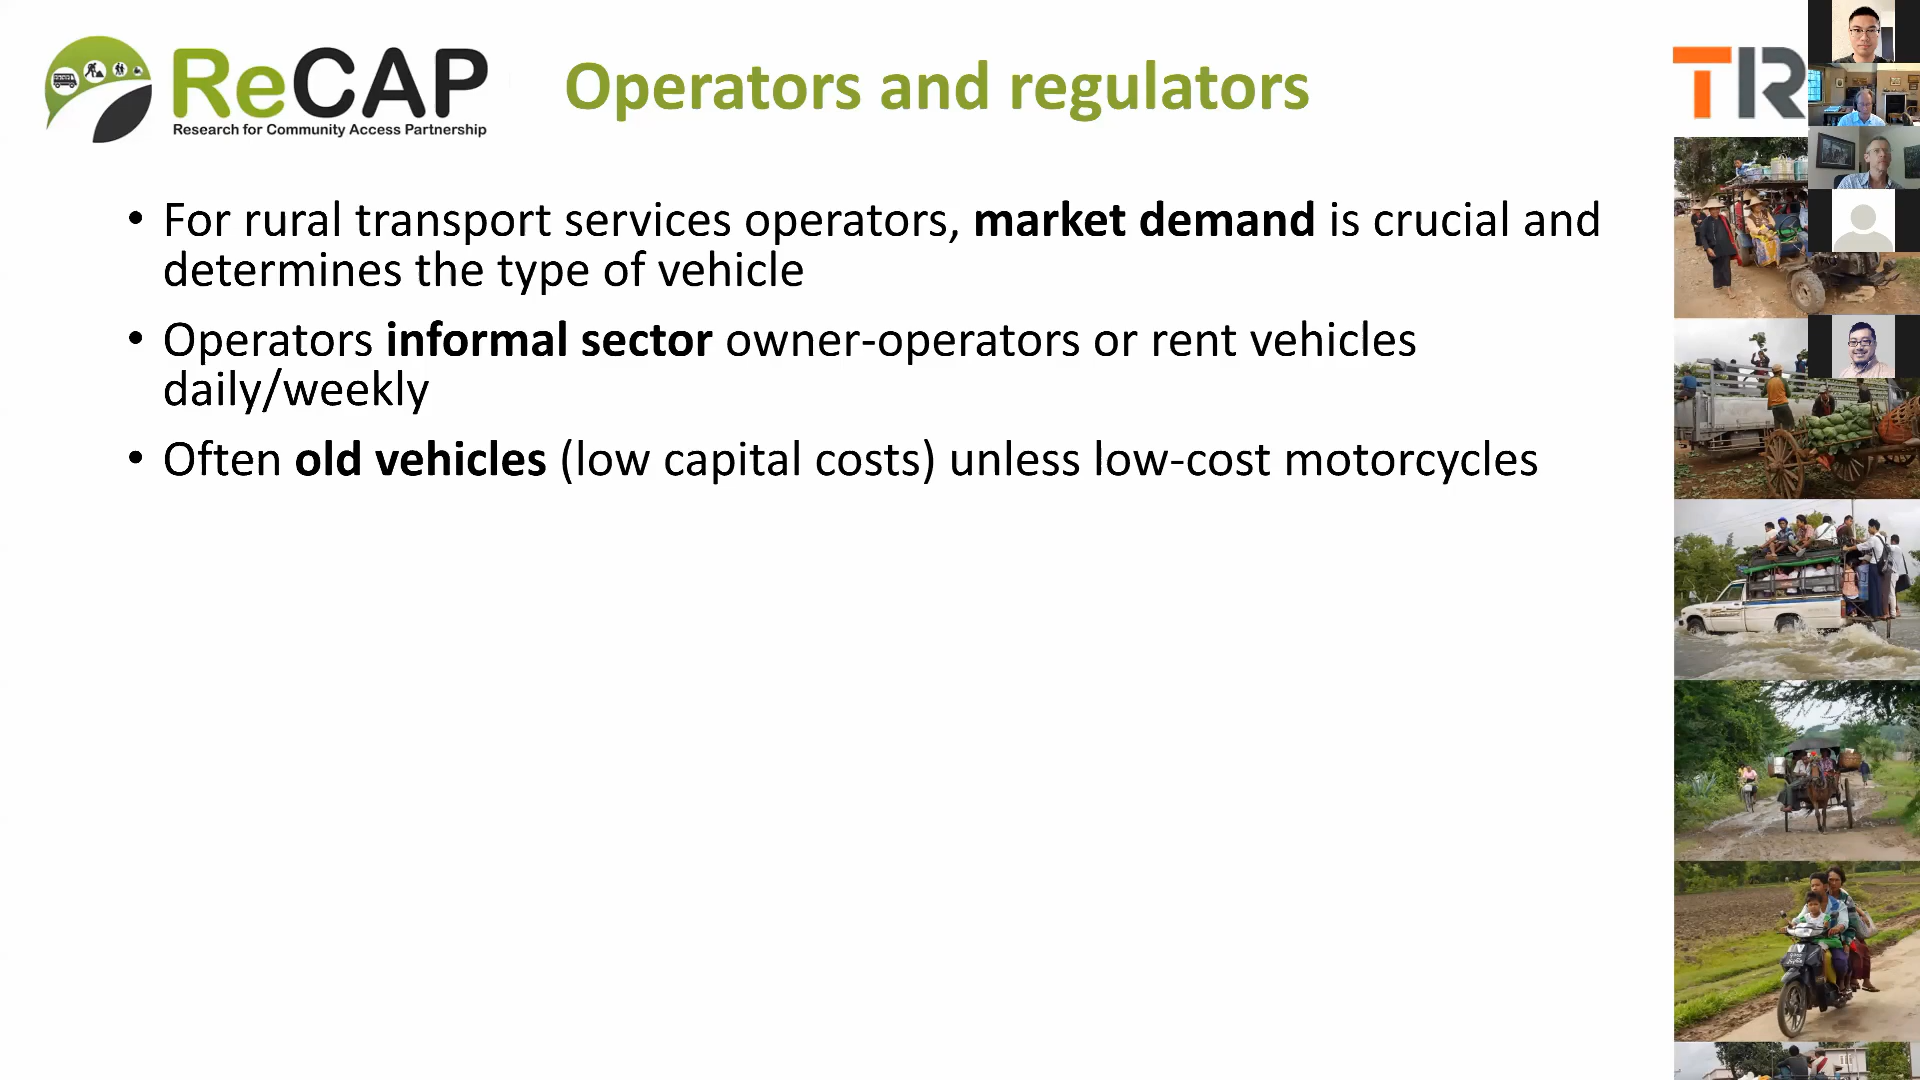 ReCAP
Research for Community Access Partnership
Operators and regulators
TR
• For rural transport services operators, market demand is crucial and
determines the type of vehicle
• Operators informal sector owner-operators or rent vehicles
daily/weekly
• Often old vehicles (low capital costs) unless low-cost motorcycles